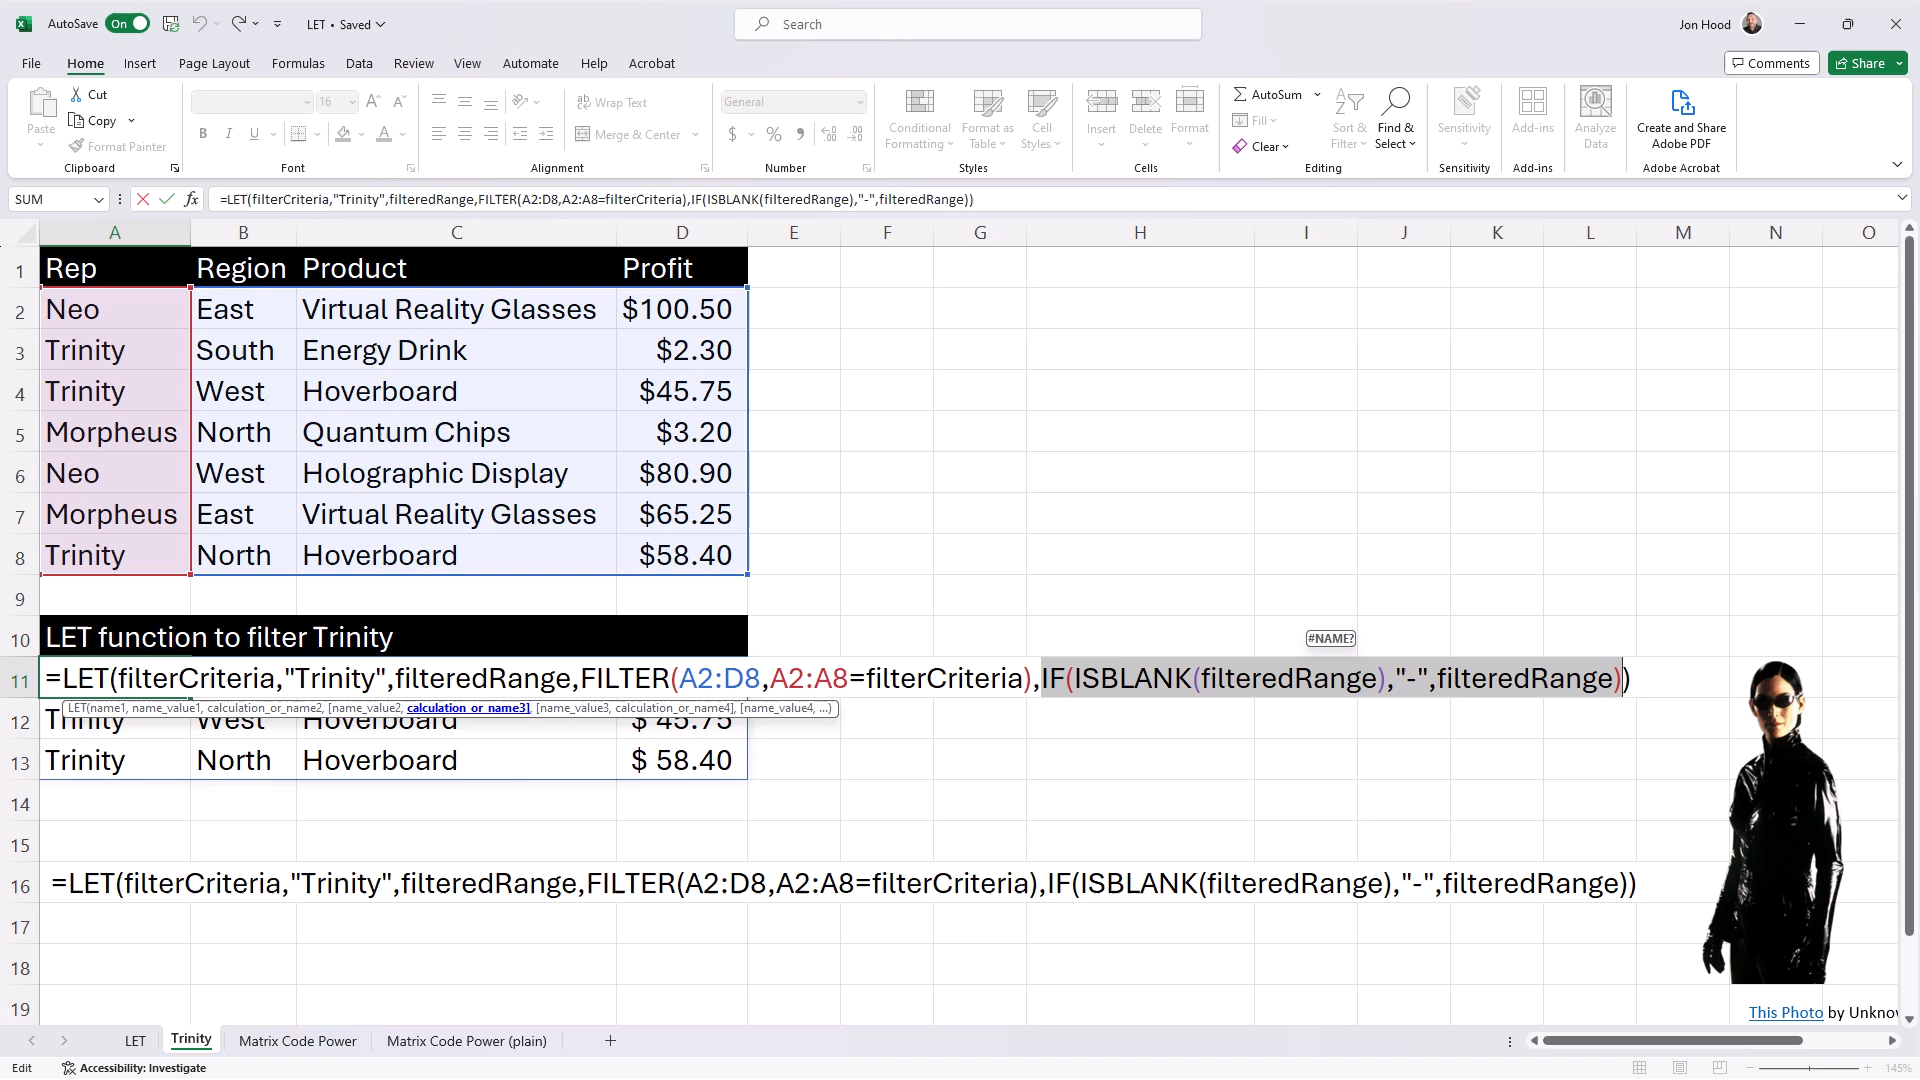 AutoSave On LET • Saved Search Jon Hood
File Home Insert Page Layout Formulas Data Review View Automate Help Acrobat Comments Share
Paste Cut Copy Format Painter Clipboard
16 B I U A Font
ab Wrap Text Merge & Center Alignment
General $ % Number
Conditional Formatting Format as Table Cell Styles Styles
Insert Delete Format Cells
AutoSum Fill Clear Sort & Filter Find & Select Editing
Sensitivity Sensitivity
Add-ins Add-ins
Analyze Data
Create and Share Adobe PDF Adobe Acrobat
SUM fx =LET(filterCriteria,"Trinity",filteredRange,FILTER(A2:D8,A2:A8=filterCriteria),IF(ISBLANK(filteredRange),"-",filteredRange))
A B C D E F G H I J K L M N O
1 Rep Region Product Profit
2 Neo East Virtual Reality Glasses $100.50
3 Trinity South Energy Drink $2.30
4 Trinity West Hoverboard $45.75
5 Morpheus North Quantum Chips $3.20
6 Neo West Holographic Display $80.90
7 Morpheus East Virtual Reality Glasses $65.25
8 Trinity North Hoverboard $58.40
9
10 LET function to filter Trinity #NAME?
11 =LET(filterCriteria,"Trinity",filteredRange,FILTER(A2:D8,A2:A8=filterCriteria),IF(ISBLANK(filteredRange),"-",filteredRange))
LET(name1, name_value1, calculation_or_name2, [name_value2, calculation_or_name3], [name_value3, calculation_or_name4], [name_value4, ...)
12 Trinity West Hoverboard $ 45.75
13 Trinity North Hoverboard $ 58.40
14
15
16 =LET(filterCriteria,"Trinity",filteredRange,FILTER(A2:D8,A2:A8=filterCriteria),IF(ISBLANK(filteredRange),"-",filteredRange))
17
18
19 This Photo by Unknow
LET Trinity Matrix Code Power Matrix Code Power (plain)
Edit Accessibility: Investigate 145%